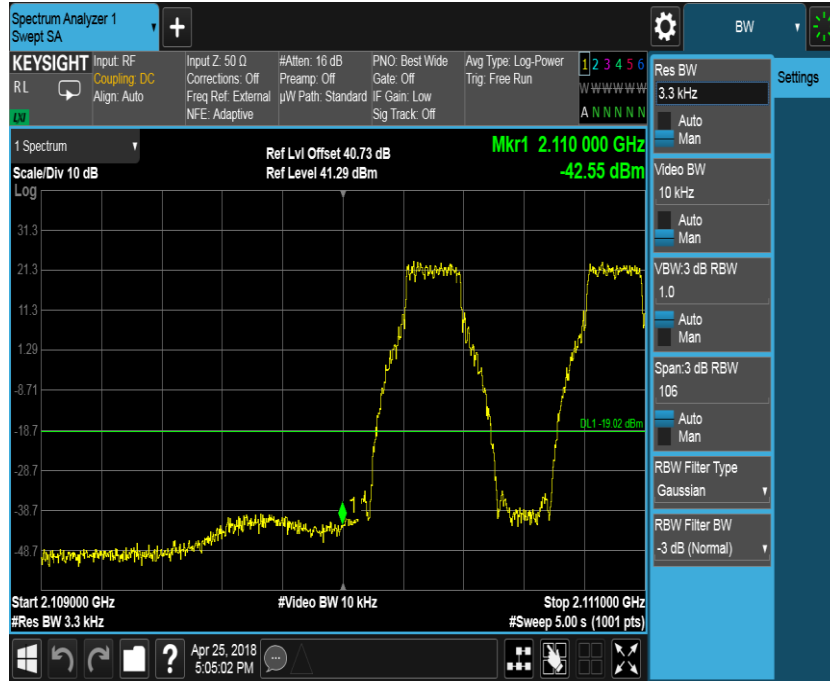 Spectrum Analyzer 1
Swept SA
+
BW
KEYSIGHT
RL
LXI
Input: RF
Coupling: DC
Align: Auto
Input Z: 50 Ω
Corrections: Off
Freq Ref: External
NFE: Adaptive
#Atten: 16 dB
Preamp: Off
µW Path: Standard
PNO: Best Wide
Gate: Off
IF Gain: Low
Sig Track: Off
Avg Type: Log-Power
Trig: Free Run
1 2 3 4 5 6
W W W W W W
A N N N N N
1 Spectrum
Scale/Div 10 dB
Log
Ref Lvl Offset 40.73 dB
Ref Level 41.29 dBm
Mkr1 2.110 000 GHz
-42.55 dBm
31.3
21.3
11.3
1.29
-8.71
-18.7
-28.7
-38.7
-48.7
DL1 -19.02 dBm
1
Start 2.109000 GHz
#Res BW 3.3 kHz
#Video BW 10 kHz
Stop 2.111000 GHz
#Sweep 5.00 s (1001 pts)
Res BW
3.3 kHz
Auto
Man
Video BW
10 kHz
Auto
Man
VBW:3 dB RBW
1.0
Auto
Man
Span:3 dB RBW
106
Auto
Man
RBW Filter Type
Gaussian
RBW Filter BW
-3 dB (Normal)
Settings
?
Apr 25, 2018
5:05:02 PM